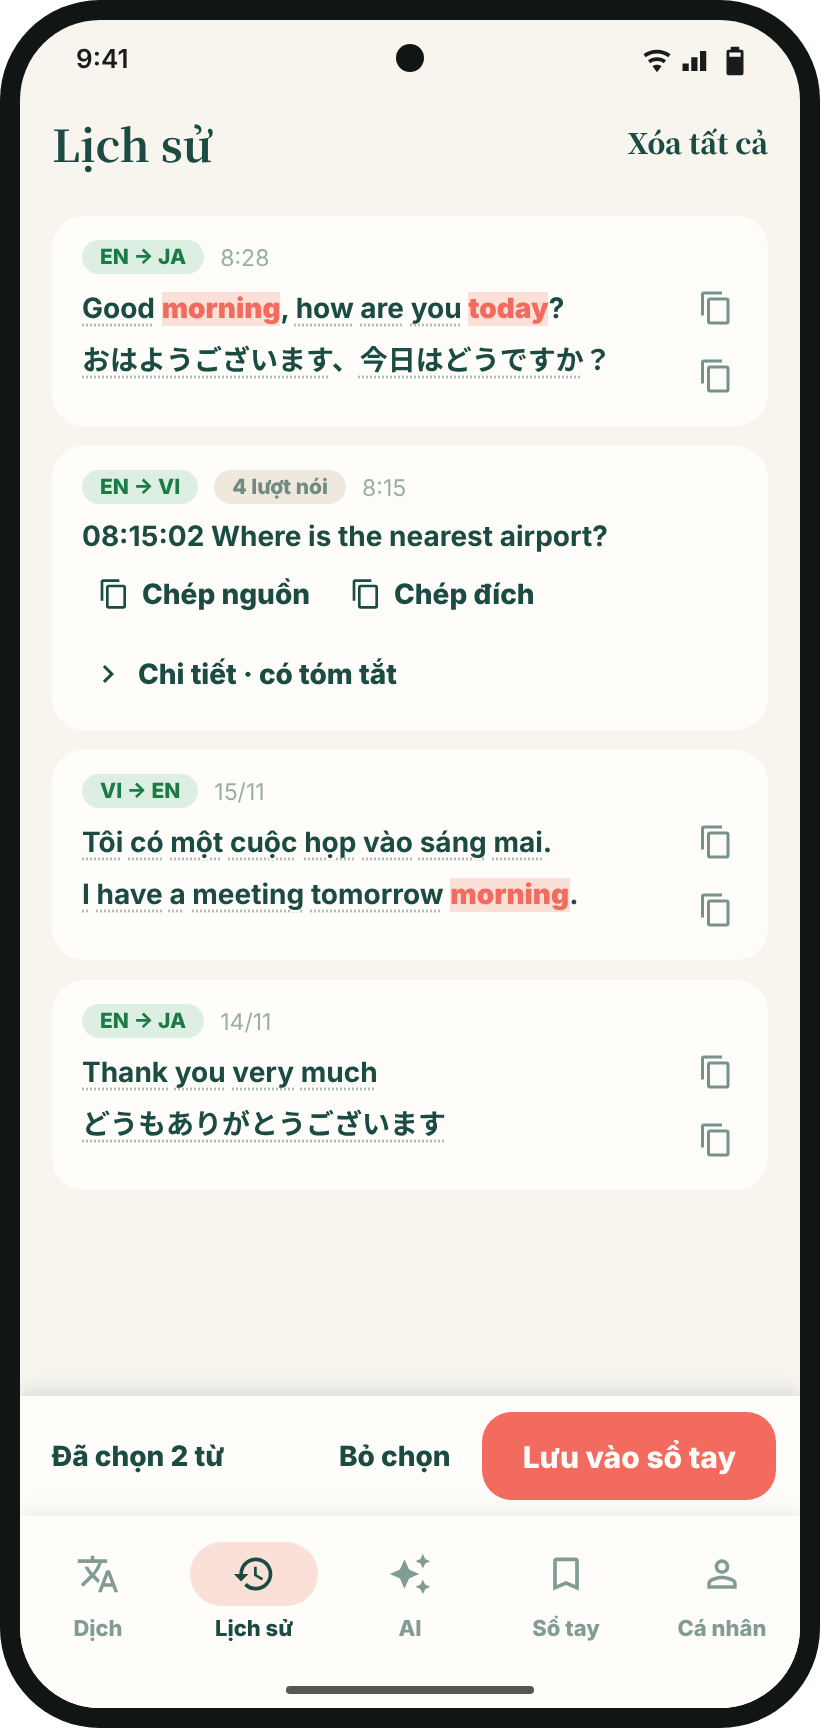 9:41
Lịch sử
Xóa tất cả
EN → JA 8:28
Good morning, how are you today?
おはようございます、今日はどうですか？
EN → VI 4 lượt nói 8:15
08:15:02 Where is the nearest airport?
Chép nguồn Chép đích
Chi tiết · có tóm tắt
VI → EN 15/11
Tôi có một cuộc họp vào sáng mai.
I have a meeting tomorrow morning.
EN → JA 14/11
Thank you very much
どうもありがとうございます
Đã chọn 2 từ Bỏ chọn Lưu vào sổ tay
Dịch Lịch sử AI Sổ tay Cá nhân